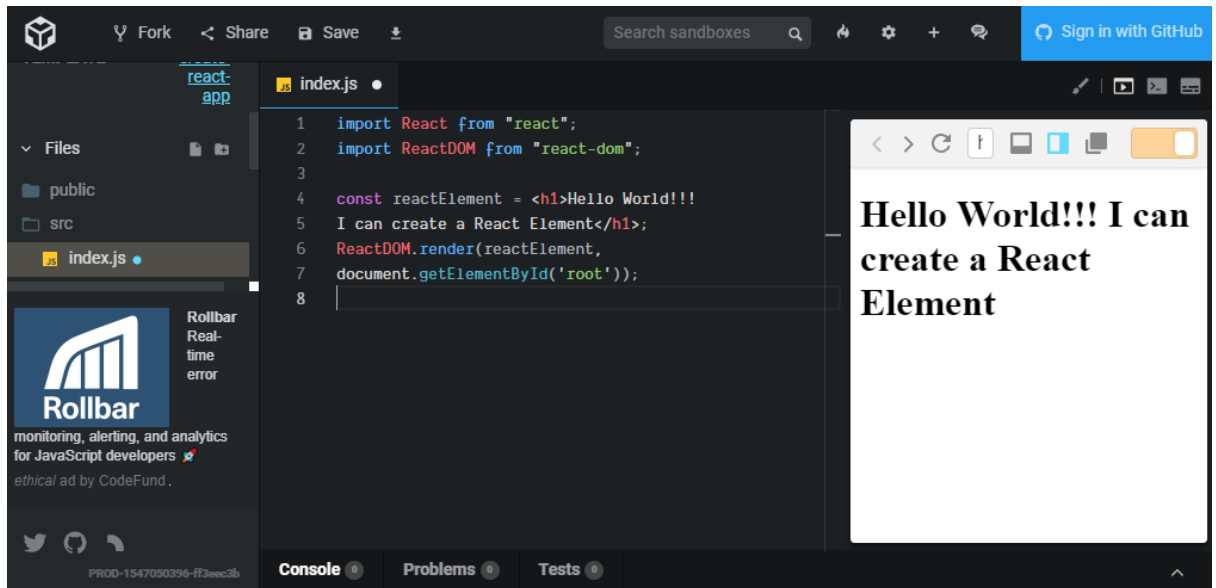 Fork
Share
Save
Search sandboxes
Sign in with GitHub
react-
app
Files
public
src
JS index.js
Rollbar
Rollbar
Real-
time
error
monitoring, alerting, and analytics
for JavaScript developers 🚀
ethical ad by CodeFund.
PROD-1547050396-ff3eec3b
JS index.js
1 import React from "react";
2 import ReactDOM from "react-dom";
3
4 const reactElement = <h1>Hello World!!!
5 I can create a React Element</h1>;
6 ReactDOM.render(reactElement,
7 document.getElementById('root'));
8
Console 0
Problems 0
Tests 0
Hello World!!! I can
create a React
Element